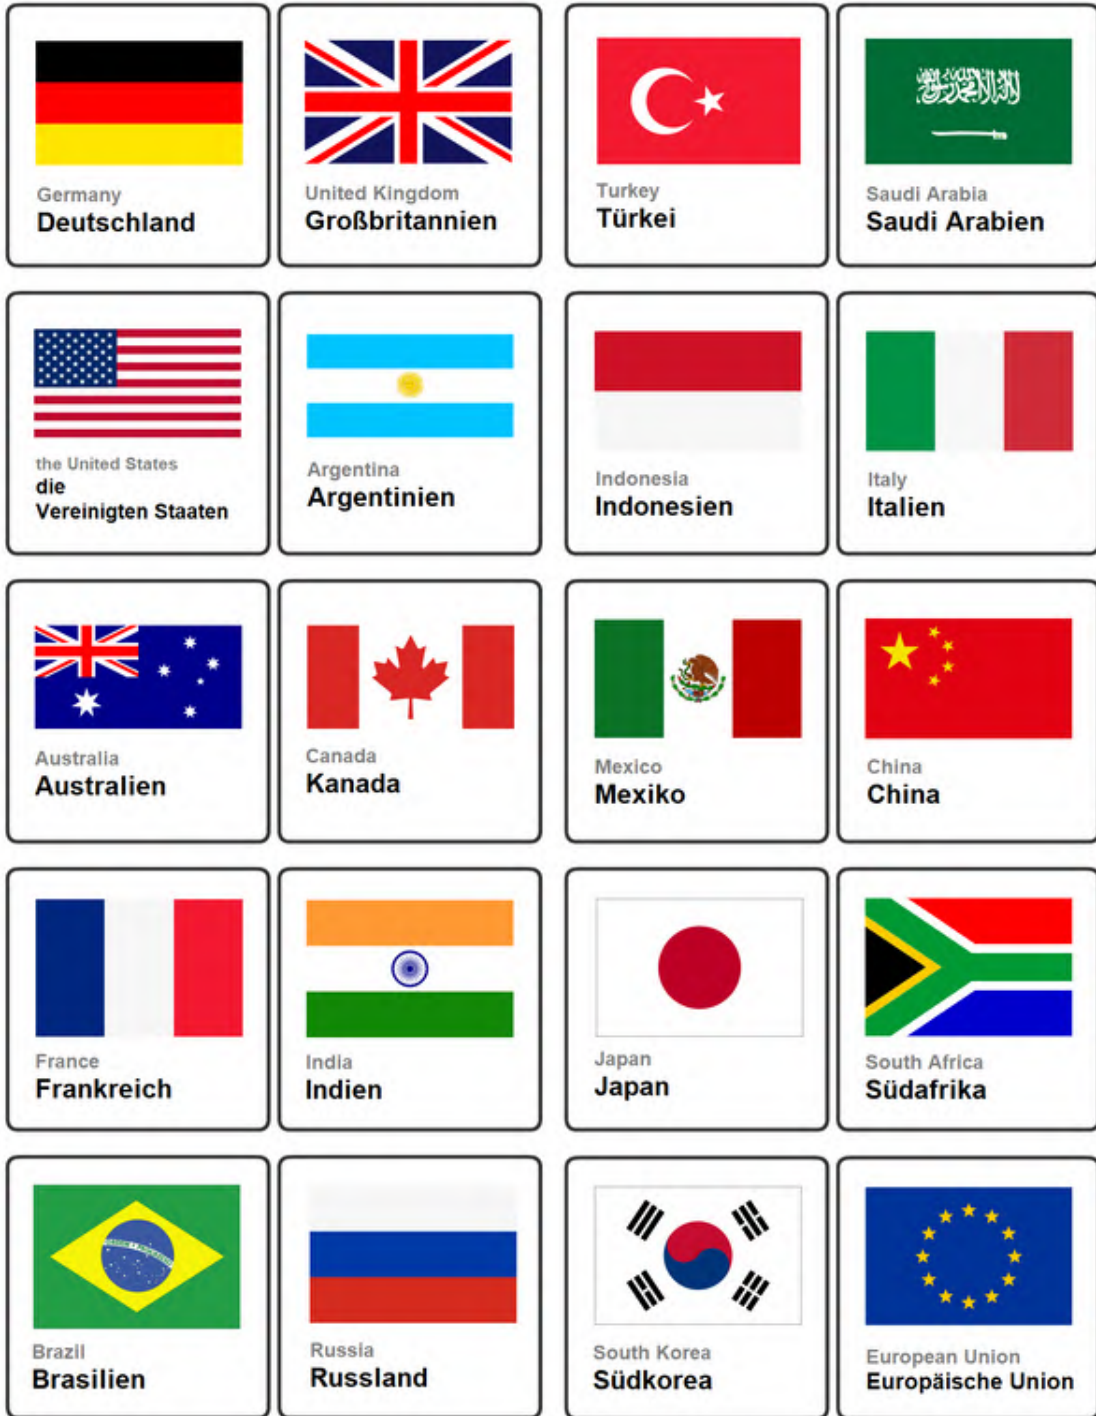 Germany
Deutschland
United Kingdom
Großbritannien
Turkey
Türkei
Saudi Arabia
Saudi Arabien
the United States
die
Vereinigten Staaten
Argentina
Argentinien
Indonesia
Indonesien
Italy
Italien
Australia
Australien
Canada
Kanada
Mexico
Mexiko
China
China
France
Frankreich
India
Indien
Japan
Japan
South Africa
Südafrika
Brazil
Brasilien
Russia
Russland
South Korea
Südkorea
European Union
Europäische Union